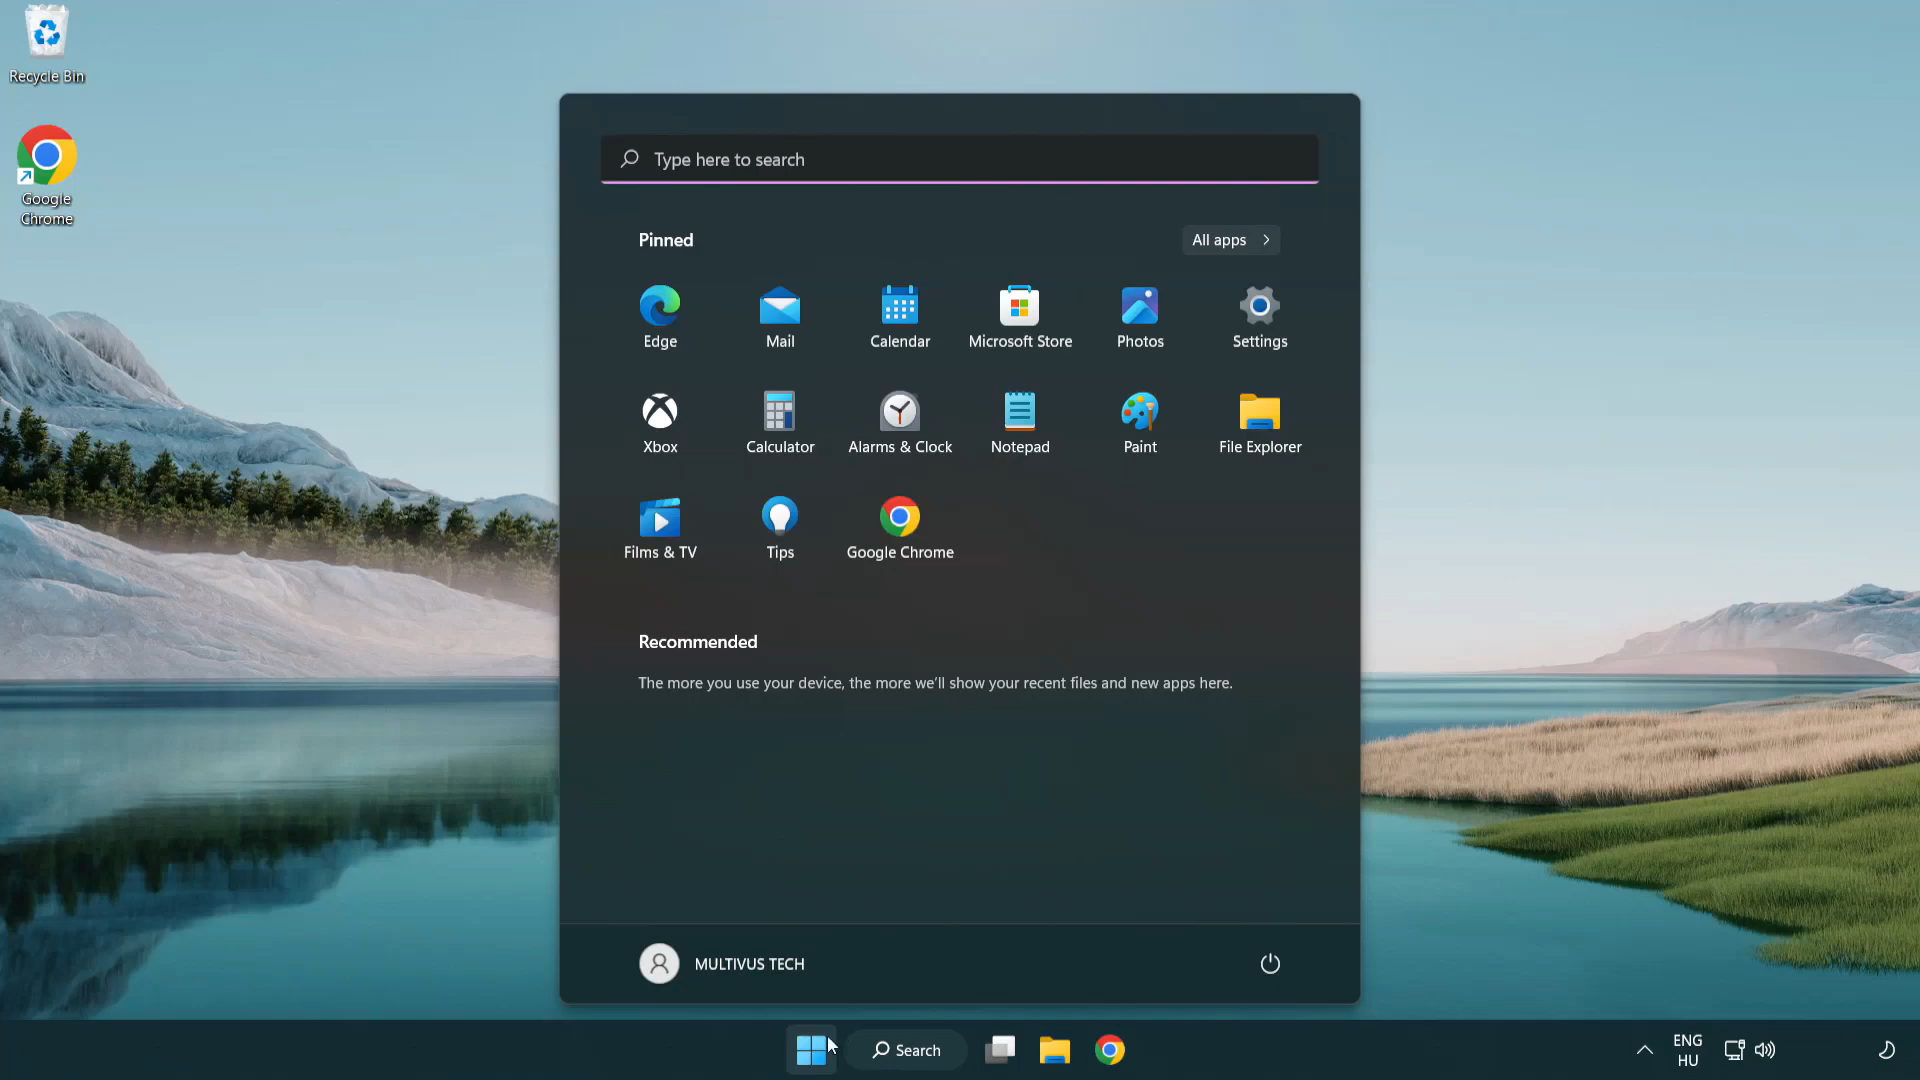 Recycle Bin
Google
Chrome
Type here to search
Pinned
All apps
Edge
Mail
Calendar
Microsoft Store
Photos
Settings
Xbox
Calculator
Alarms & Clock
Notepad
Paint
File Explorer
Films & TV
Tips
Google Chrome
Recommended
The more you use your device, the more we'll show your recent files and new apps here.
MULTIVUS TECH
Search
ENG
HU